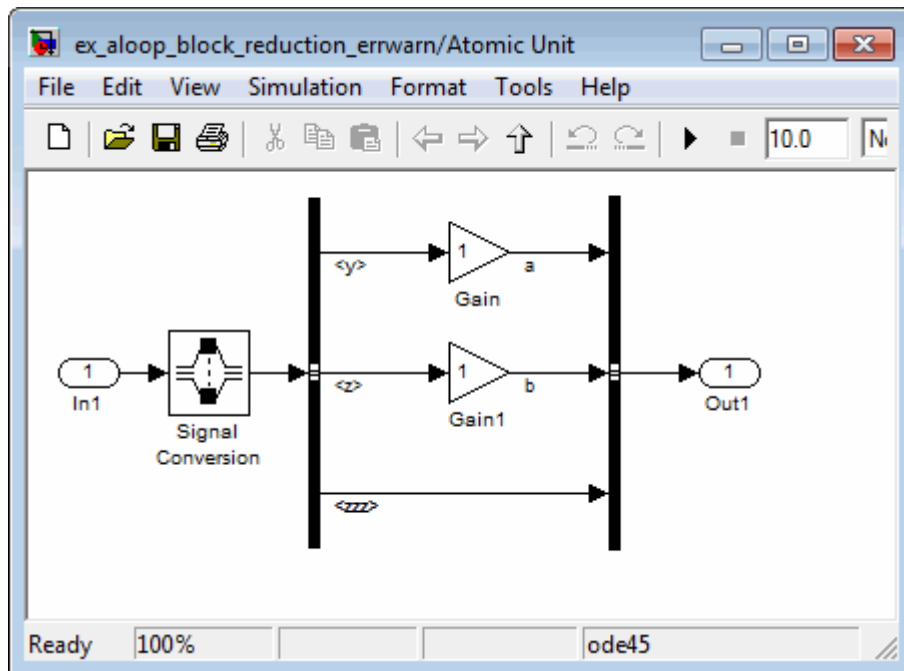 ex_aloop_block_reduction_errwarn/Atomic Unit
File Edit View Simulation Format Tools Help
10.0
<y>
1
a
Gain
1
In1
Signal
Conversion
<z>
1
b
Gain1
1
Out1
<zzz>
Ready 100% ode45